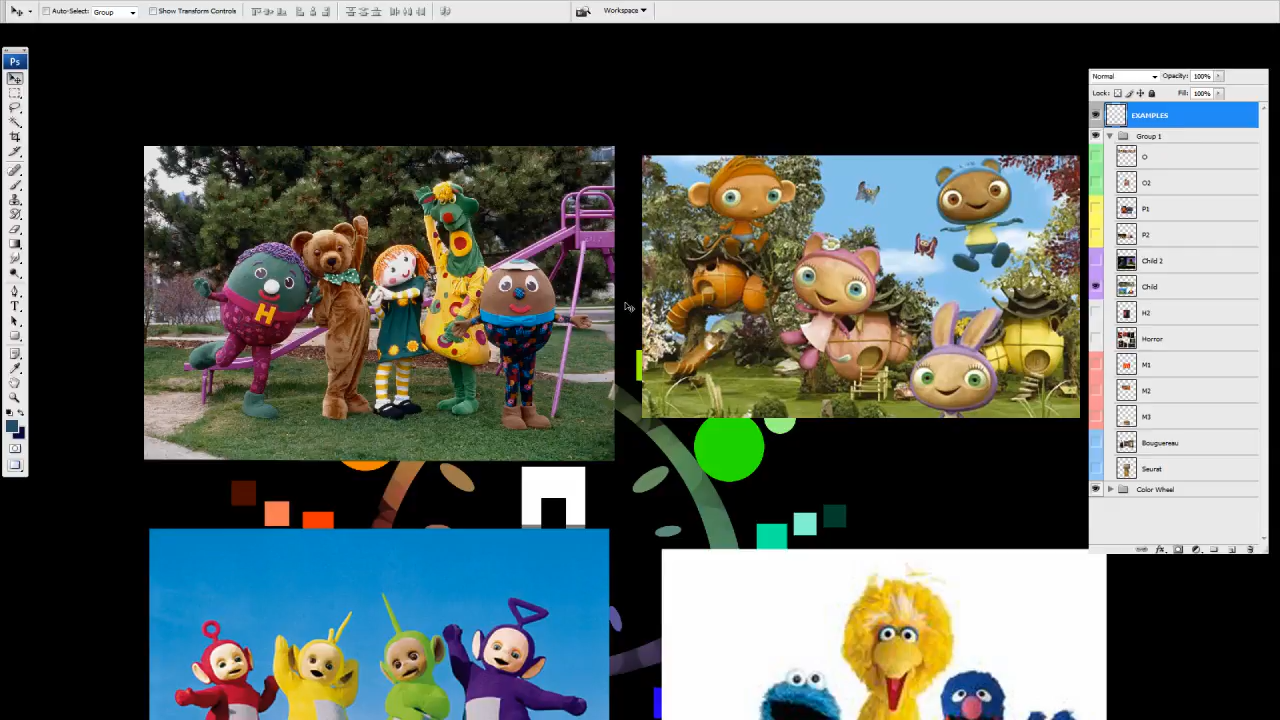 Auto-Select: Group Show Transform Controls Workspace
Ps
Normal Opacity: 100%
Lock: Fill: 100%
EXAMPLES
Group 1
O
O2
P1
P2
Child 2
Child
H2
Horror
M1
M2
M3
Bouguereau
Seurat
Color Wheel
H
T